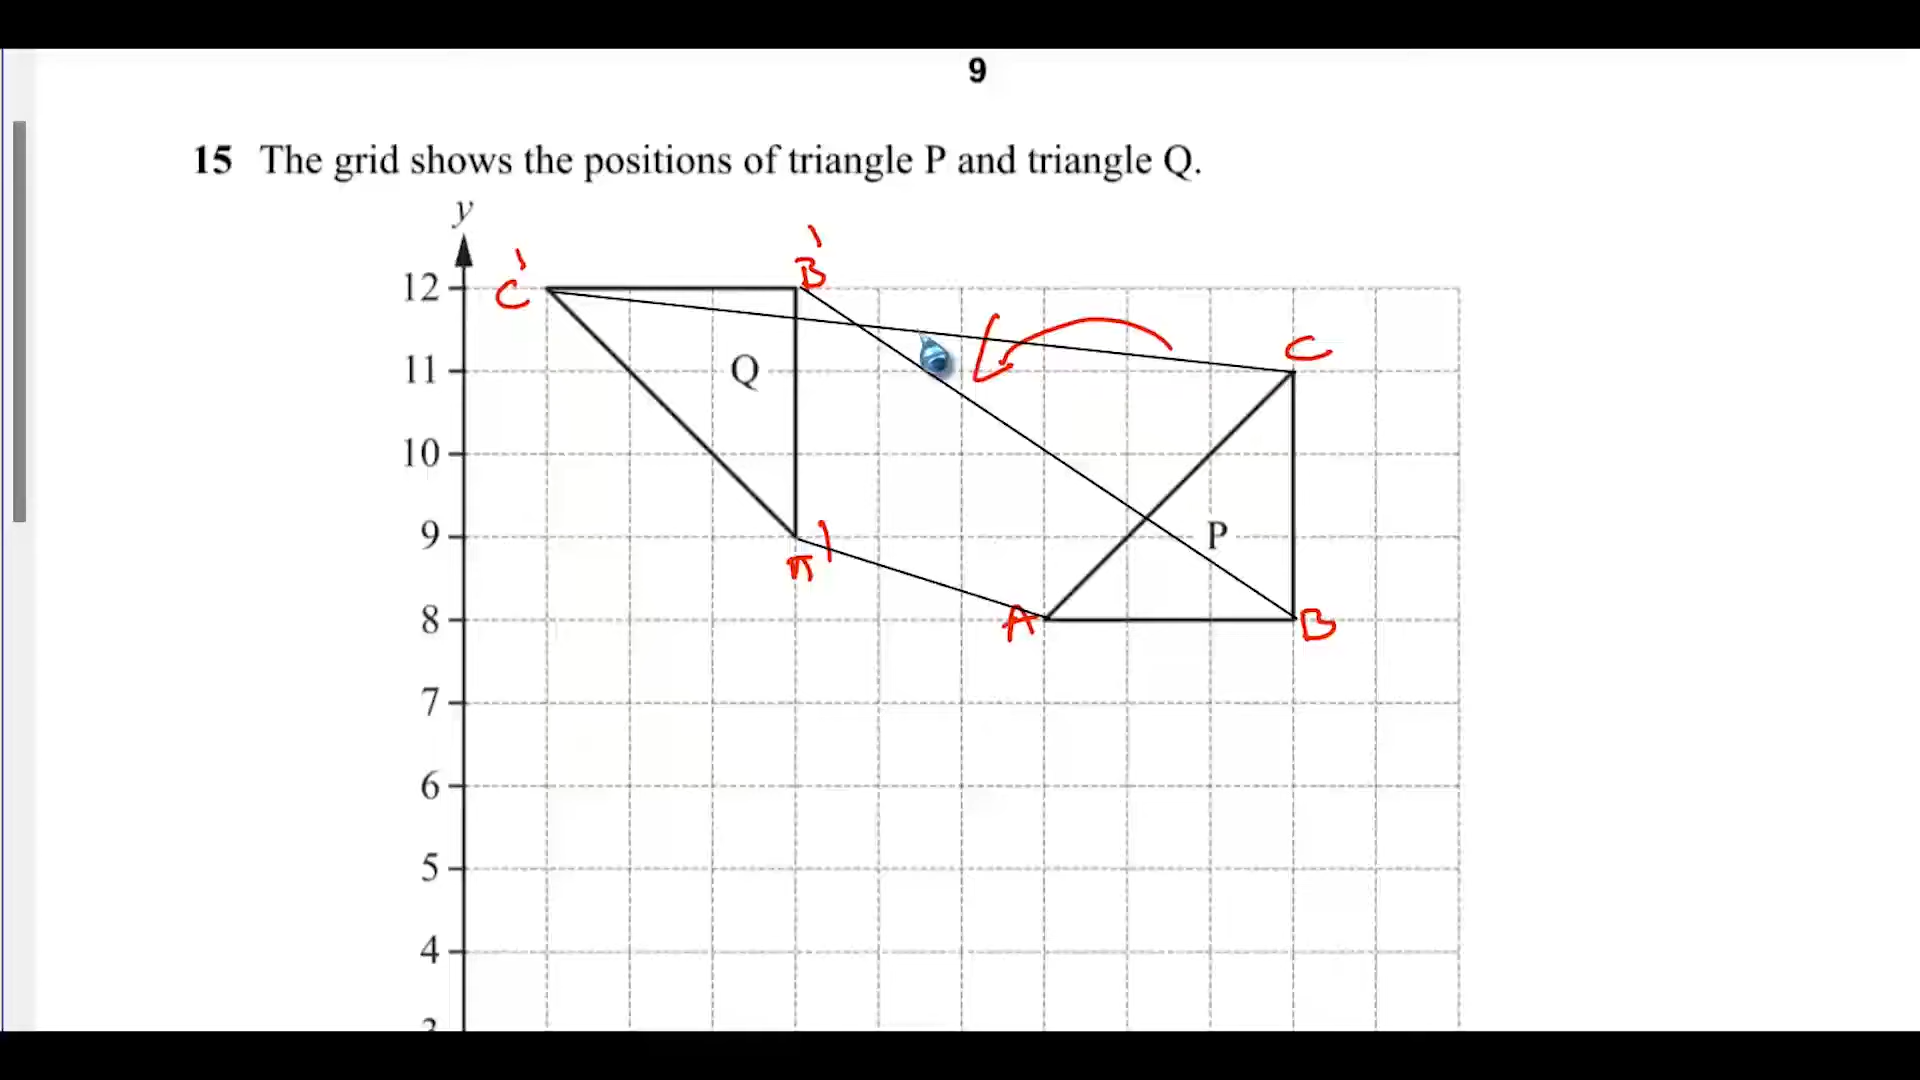 9
15 The grid shows the positions of triangle P and triangle Q.
y
C' B'
12
Q
11
C
10
9
P
8
A B
7
6
5
4